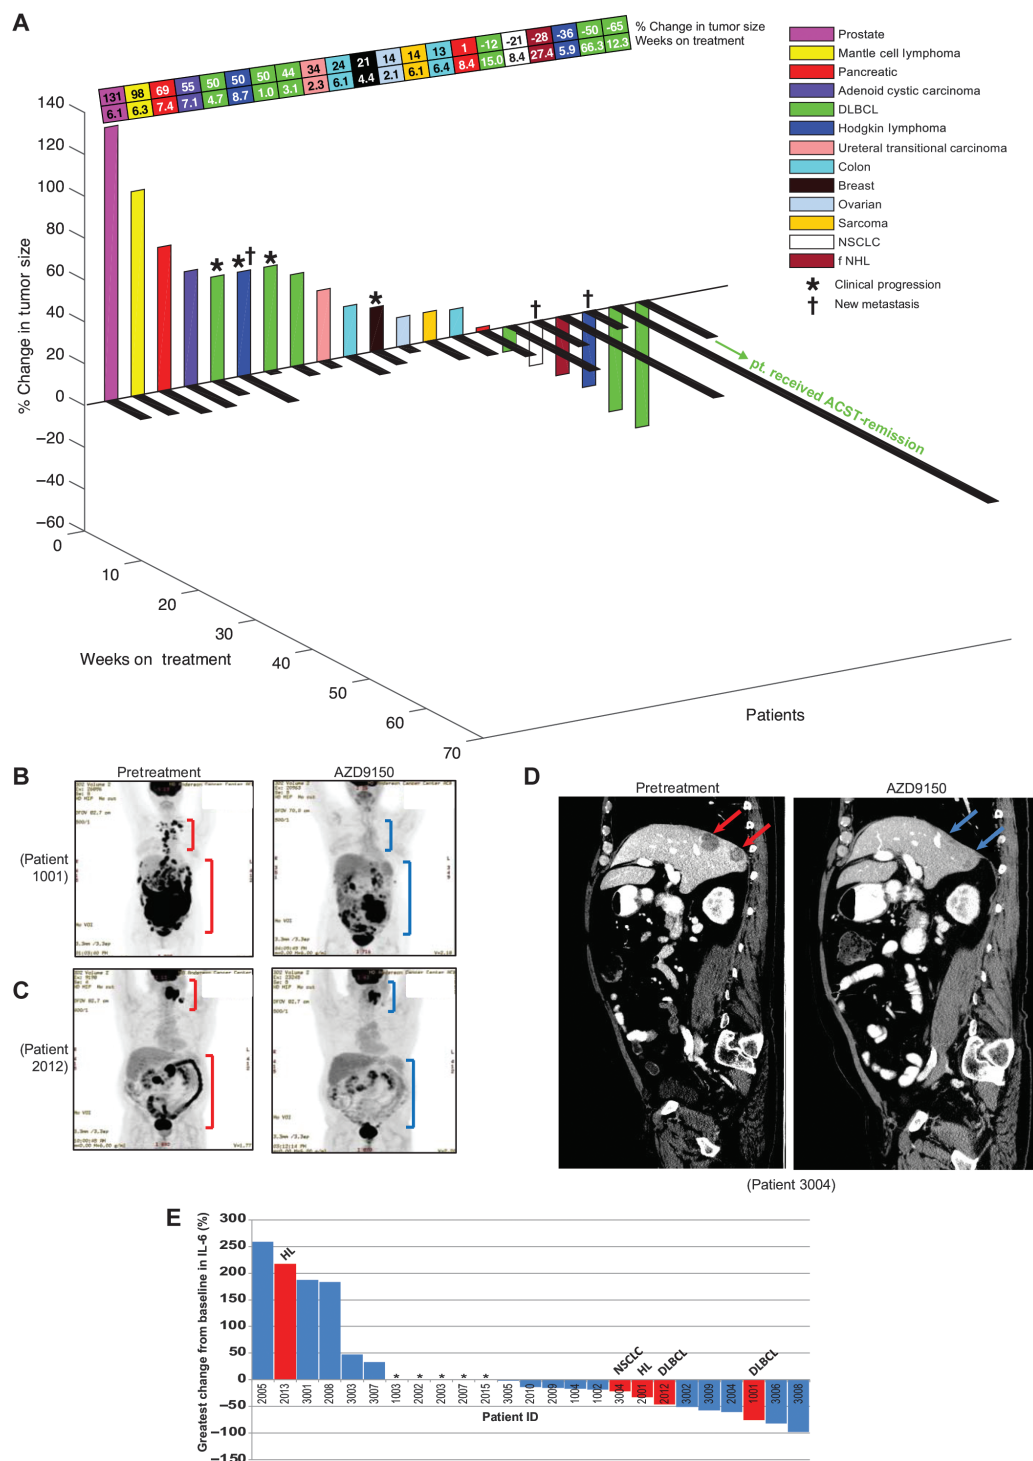 A
% Change in tumor size
Weeks on treatment
131 98 69 55 50 50 50 44 34 24 21 14 14 13 1 -12 -21 -28 -36 -50 -65
6.1 6.3 7.4 7.1 4.7 8.7 1.0 3.1 2.3 6.1 4.4 2.1 6.1 6.4 8.4 15.0 8.4 27.4 5.9 66.3 12.3
Prostate
Mantle cell lymphoma
Pancreatic
Adenoid cystic carcinoma
DLBCL
Hodgkin lymphoma
Ureteral transitional carcinoma
Colon
Breast
Ovarian
Sarcoma
NSCLC
f NHL
* Clinical progression
† New metastasis
% Change in tumor size
140
120
100
80
60
40
20
0
−20
−40
−60
* * † * * † †
pt. received ACST-remission
0
10
20
30
40
50
60
70
Weeks on treatment
Patients
B
Pretreatment
AZD9150
(Patient
1001)
C
(Patient
2012)
D
Pretreatment
AZD9150
(Patient 3004)
E
Greatest change from baseline in IL-6 (%)
300
250
200
150
100
50
0
−50
−100
−150
HL
NSCLC
HL
DLBCL
DLBCL
* * * * *
2005 2013 3001 2008 3003 3007 1003 2002 2003 2007 2015 3005 2010 2009 1004 1002 3004 2001 2012 3002 3009 2004 1001 3006 3008
Patient ID